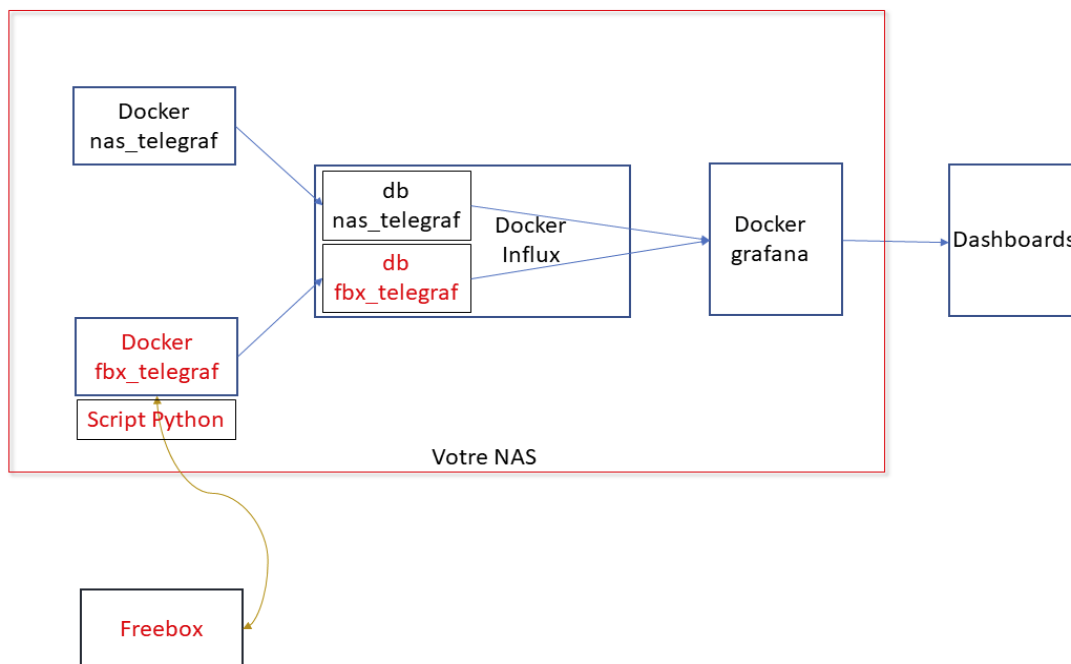 Docker
nas_telegraf
db
nas_telegraf
Docker
Influx
db
fbx_telegraf
Docker
grafana
Dashboards
Docker
fbx_telegraf
Script Python
Votre NAS
Freebox